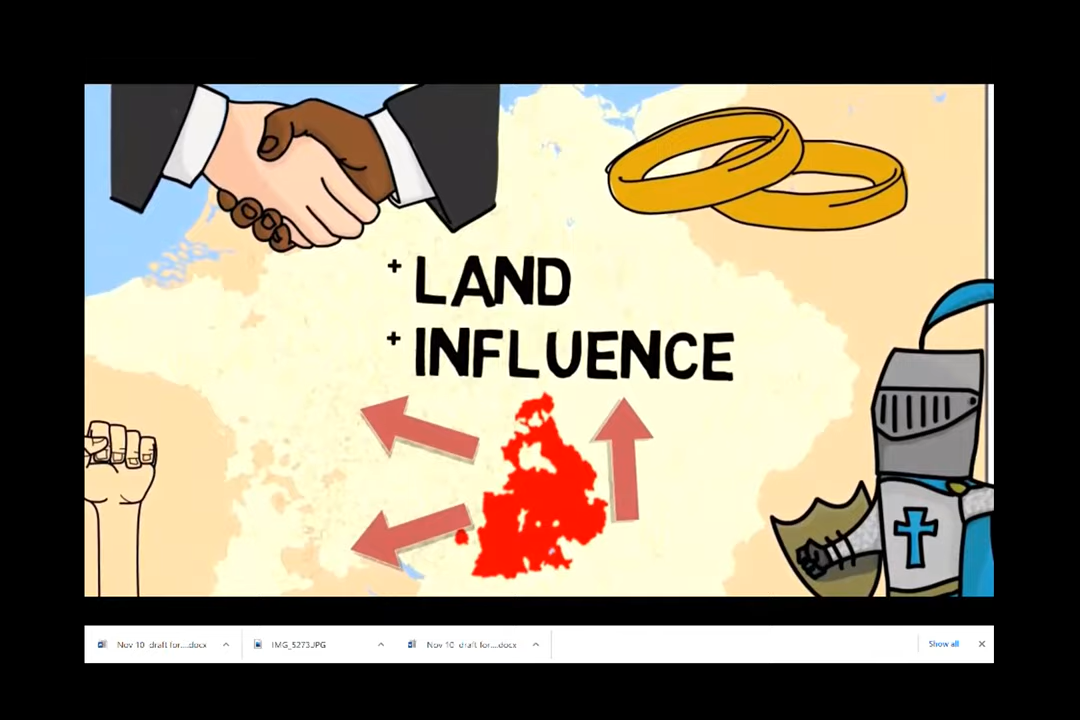 + LAND
+ INFLUENCE
Nov 10 draft for....docx
IMG_5273.JPG
Nov 10 draft for....docx
Show all